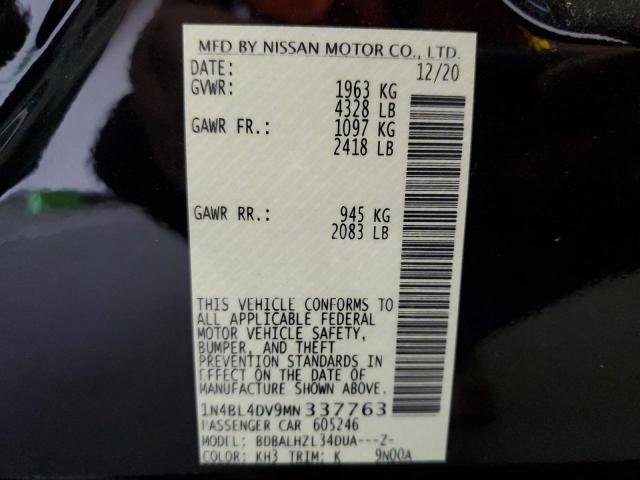 MFD BY NISSAN MOTOR CO., LTD.
DATE: 12/20
GVWR: 1963 KG
4328 LB
GAWR FR.: 1097 KG
2418 LB
GAWR RR.: 945 KG
2083 LB
THIS VEHICLE CONFORMS TO
ALL APPLICABLE FEDERAL
MOTOR VEHICLE SAFETY,
BUMPER, AND THEFT
PREVENTION STANDARDS IN
EFFECT ON THE DATE OF
MANUFACTURE SHOWN ABOVE.
1N4BL4DV9MN 337763
PASSENGER CAR 605246
MODEL: BDBALHZL34DUA---Z-
COLOR: KH3 TRIM: K 9N00A